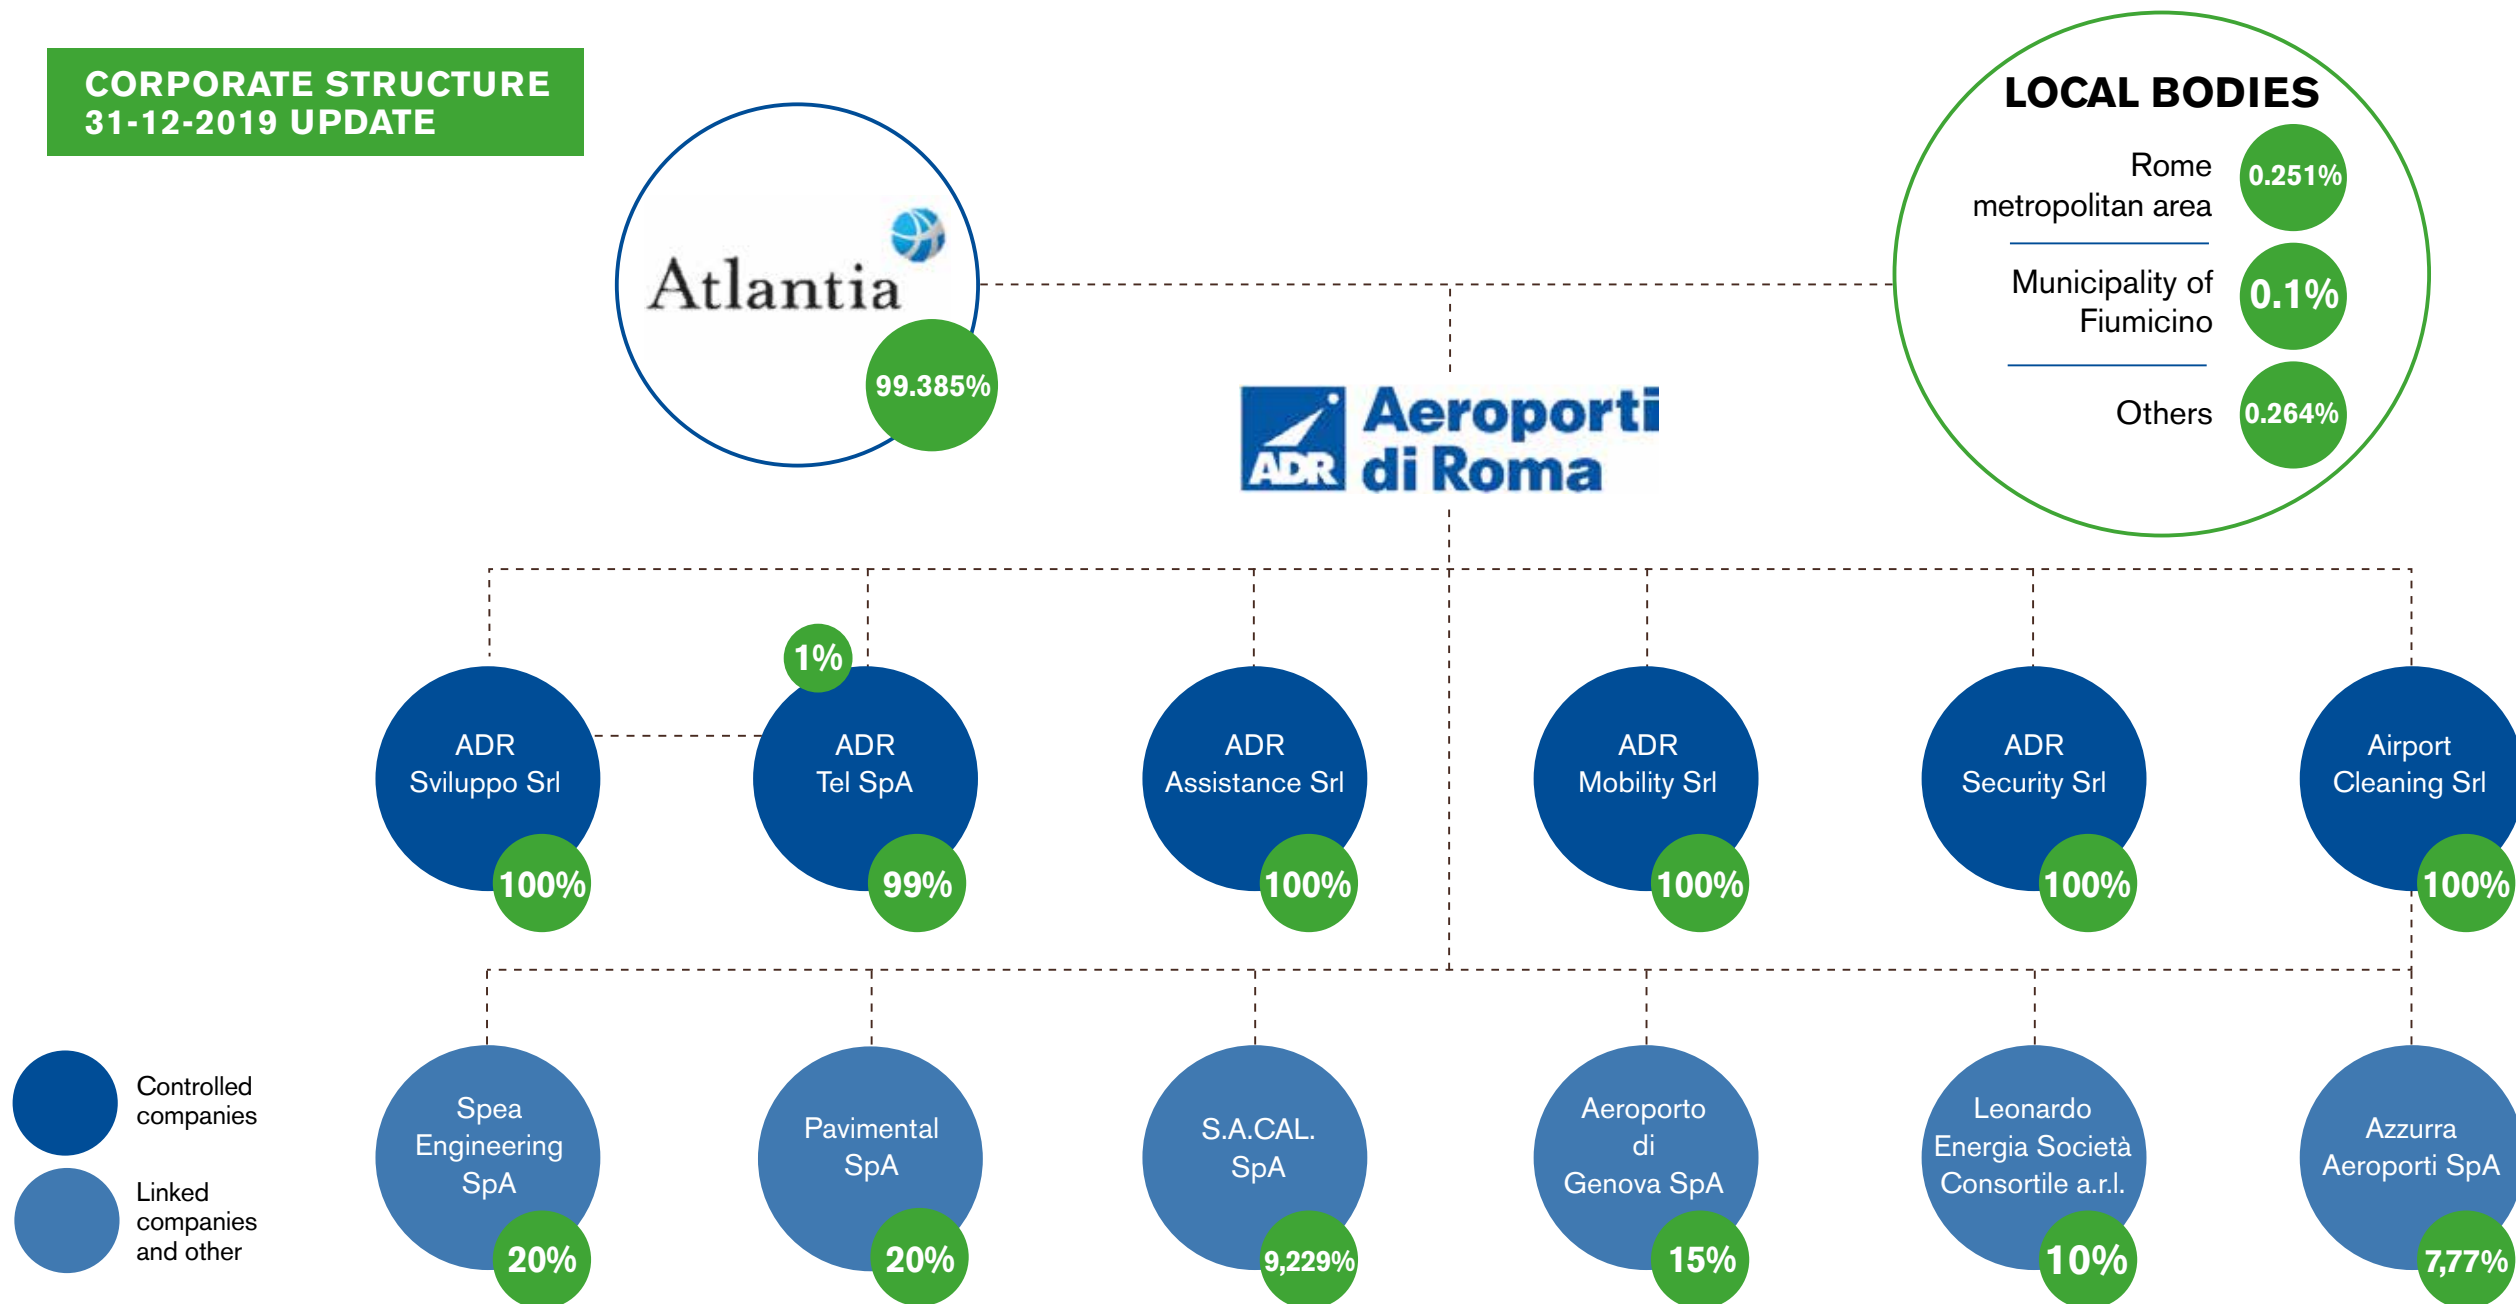 CORPORATE STRUCTURE
31-12-2019 UPDATE
Atlantia
99.385%
LOCAL BODIES
Rome
metropolitan area
0.251%
Municipality of
Fiumicino
0.1%
Others
0.264%
ADR
Aeroporti
di Roma
1%
ADR
Sviluppo Srl
100%
ADR
Tel SpA
99%
ADR
Assistance Srl
100%
ADR
Mobility Srl
100%
ADR
Security Srl
100%
Airport
Cleaning Srl
100%
Controlled
companies
Linked
companies
and other
Spea
Engineering
SpA
20%
Pavimental
SpA
20%
S.A.CAL.
SpA
9,229%
Aeroporto
di
Genova SpA
15%
Leonardo
Energia Società
Consortile a.r.l.
10%
Azzurra
Aeroporti SpA
7,77%